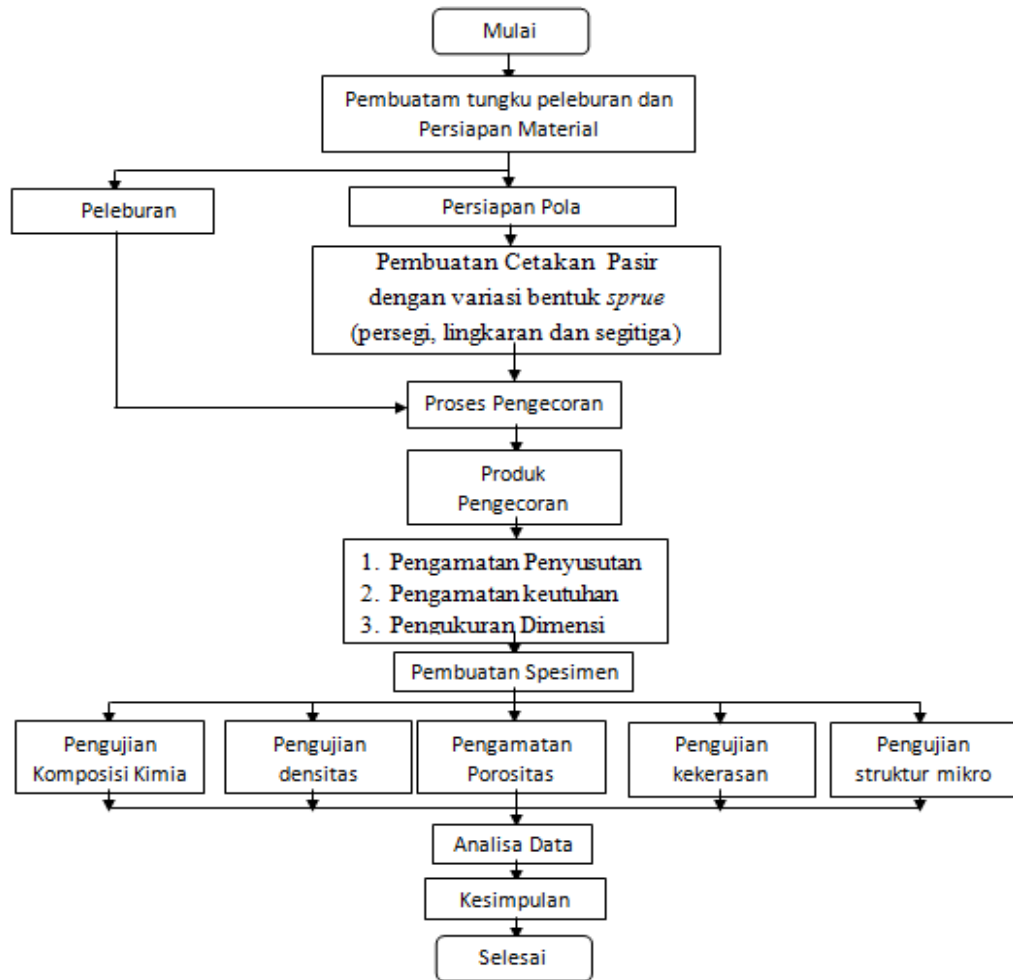 Mulai
Pembuatam tungku peleburan dan
Persiapan Material
Peleburan
Persiapan Pola
Pembuatan Cetakan Pasir
dengan variasi bentuk sprue
(persegi, lingkaran dan segitiga)
Proses Pengecoran
Produk
Pengecoran
1. Pengamatan Penyusutan
2. Pengamatan keutuhan
3. Pengukuran Dimensi
Pembuatan Spesimen
Pengujian
Komposisi Kimia
Pengujian
densitas
Pengamatan
Porositas
Pengujian
kekerasan
Pengujian
struktur mikro
Analisa Data
Kesimpulan
Selesai